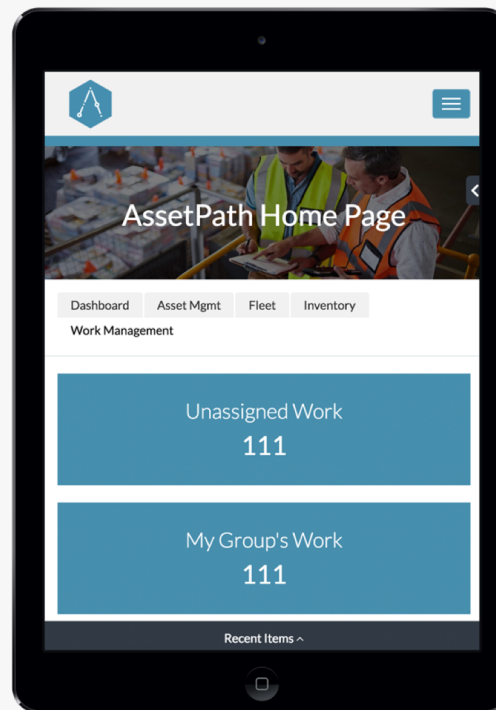 AssetPath Home Page
Dashboard Asset Mgmt Fleet Inventory
Work Management
Unassigned Work
111
My Group's Work
111
Recent Items